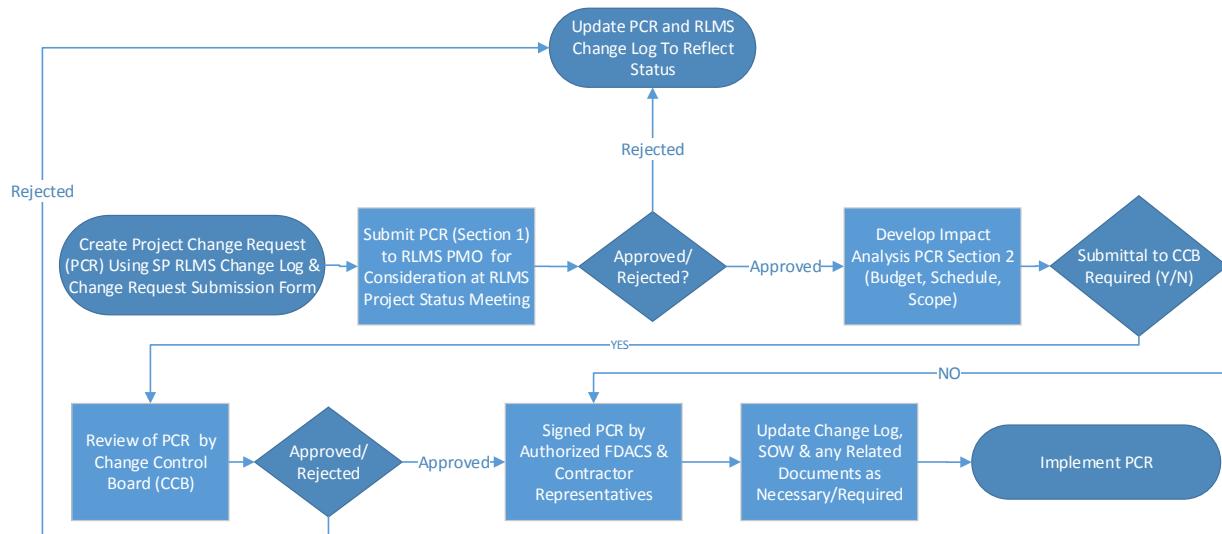 Update PCR and RLMS
Change Log To Reflect
Status
Rejected
Rejected
Create Project Change Request
(PCR) Using SP RLMS Change Log &
Change Request Submission Form
Submit PCR (Section 1)
to RLMS PMO for
Consideration at RLMS
Project Status Meeting
Approved/
Rejected?
Approved
Develop Impact
Analysis PCR Section 2
(Budget, Schedule,
Scope)
Submittal to CCB
Required (Y/N)
YES
NO
Review of PCR by
Change Control
Board (CCB)
Approved/
Rejected
Approved
Signed PCR by
Authorized FDACS &
Contractor
Representatives
Update Change Log,
SOW & any Related
Documents as
Necessary/Required
Implement PCR